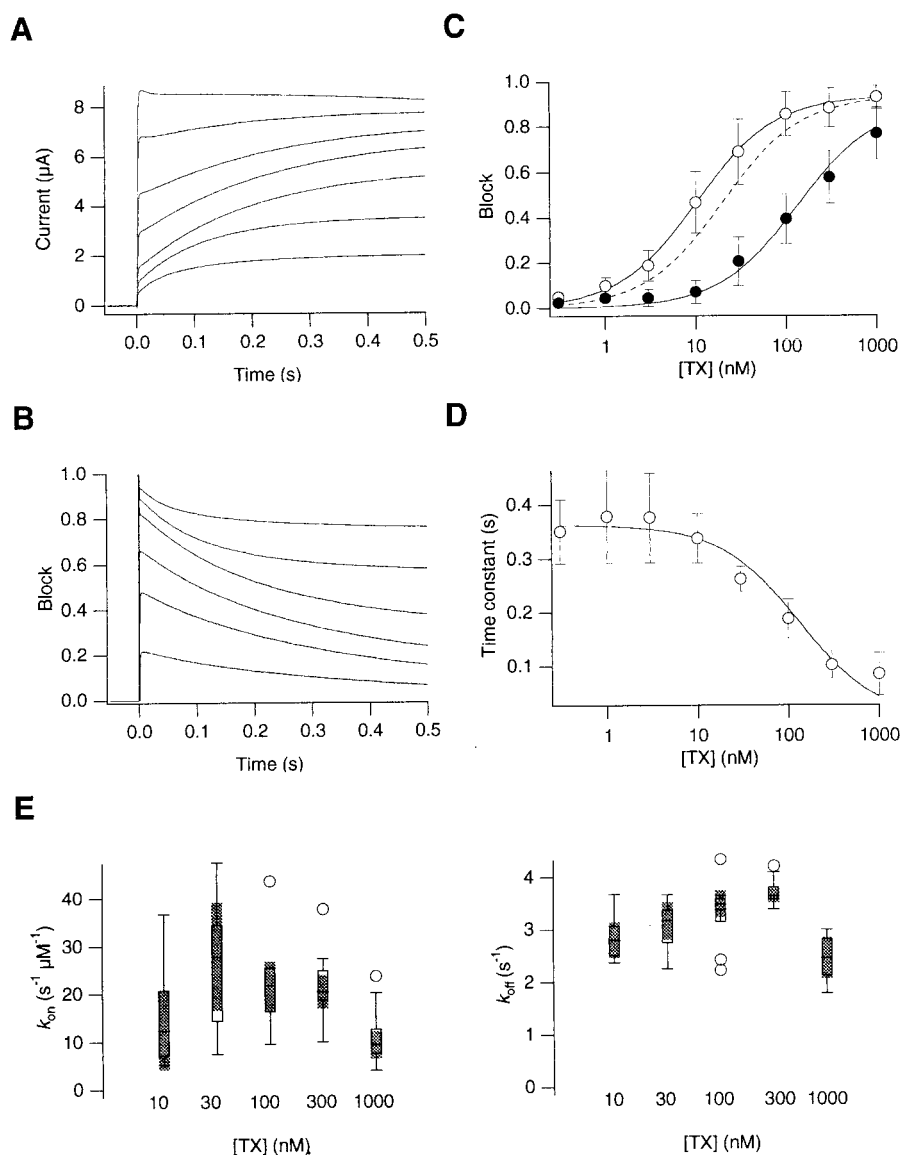 A
Current (µA)
8
6
4
2
0
0.0 0.1 0.2 0.3 0.4 0.5
Time (s)
C
Block
1.0
0.8
0.6
0.4
0.2
0.0
1 10 100 1000
[TX] (nM)
B
Block
1.0
0.8
0.6
0.4
0.2
0.0
0.0 0.1 0.2 0.3 0.4 0.5
Time (s)
D
Time constant (s)
0.4
0.3
0.2
0.1
1 10 100 1000
[TX] (nM)
E
kon (s⁻¹ µM⁻¹)
40
30
20
10
0
10 30 100 300 1000
[TX] (nM)
koff (s⁻¹)
4
3
2
1
0
10 30 100 300 1000
[TX] (nM)